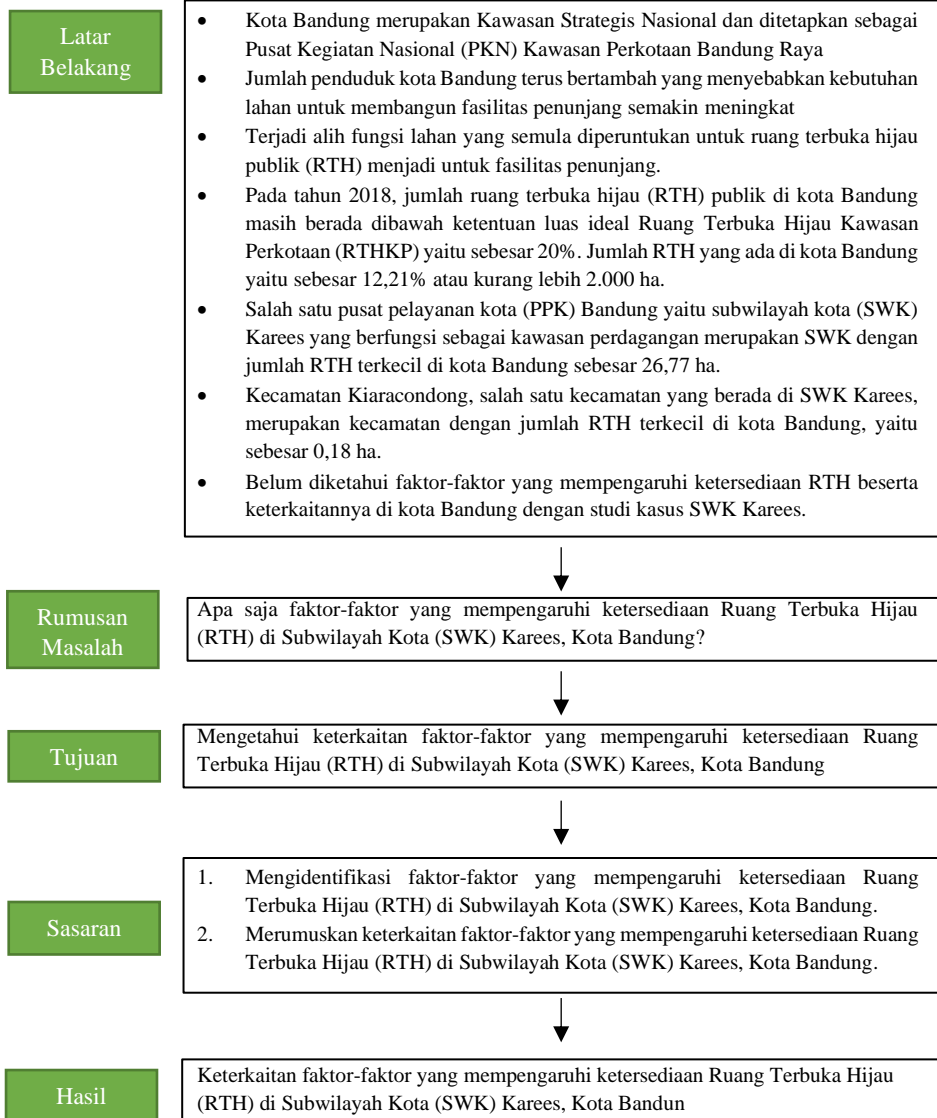 Latar
Belakang
• Kota Bandung merupakan Kawasan Strategis Nasional dan ditetapkan sebagai
Pusat Kegiatan Nasional (PKN) Kawasan Perkotaan Bandung Raya
• Jumlah penduduk kota Bandung terus bertambah yang menyebabkan kebutuhan
lahan untuk membangun fasilitas penunjang semakin meningkat
• Terjadi alih fungsi lahan yang semula diperuntukan untuk ruang terbuka hijau
publik (RTH) menjadi untuk fasilitas penunjang.
• Pada tahun 2018, jumlah ruang terbuka hijau (RTH) publik di kota Bandung
masih berada dibawah ketentuan luas ideal Ruang Terbuka Hijau Kawasan
Perkotaan (RTHKP) yaitu sebesar 20%. Jumlah RTH yang ada di kota Bandung
yaitu sebesar 12,21% atau kurang lebih 2.000 ha.
• Salah satu pusat pelayanan kota (PPK) Bandung yaitu subwilayah kota (SWK)
Karees yang berfungsi sebagai kawasan perdagangan merupakan SWK dengan
jumlah RTH terkecil di kota Bandung sebesar 26,77 ha.
• Kecamatan Kiaracondong, salah satu kecamatan yang berada di SWK Karees,
merupakan kecamatan dengan jumlah RTH terkecil di kota Bandung, yaitu
sebesar 0,18 ha.
• Belum diketahui faktor-faktor yang mempengaruhi ketersediaan RTH beserta
keterkaitannya di kota Bandung dengan studi kasus SWK Karees.
Rumusan
Masalah
Apa saja faktor-faktor yang mempengaruhi ketersediaan Ruang Terbuka Hijau
(RTH) di Subwilayah Kota (SWK) Karees, Kota Bandung?
Tujuan
Mengetahui keterkaitan faktor-faktor yang mempengaruhi ketersediaan Ruang
Terbuka Hijau (RTH) di Subwilayah Kota (SWK) Karees, Kota Bandung
Sasaran
1. Mengidentifikasi faktor-faktor yang mempengaruhi ketersediaan Ruang
Terbuka Hijau (RTH) di Subwilayah Kota (SWK) Karees, Kota Bandung.
2. Merumuskan keterkaitan faktor-faktor yang mempengaruhi ketersediaan Ruang
Terbuka Hijau (RTH) di Subwilayah Kota (SWK) Karees, Kota Bandung.
Hasil
Keterkaitan faktor-faktor yang mempengaruhi ketersediaan Ruang Terbuka Hijau
(RTH) di Subwilayah Kota (SWK) Karees, Kota Bandun